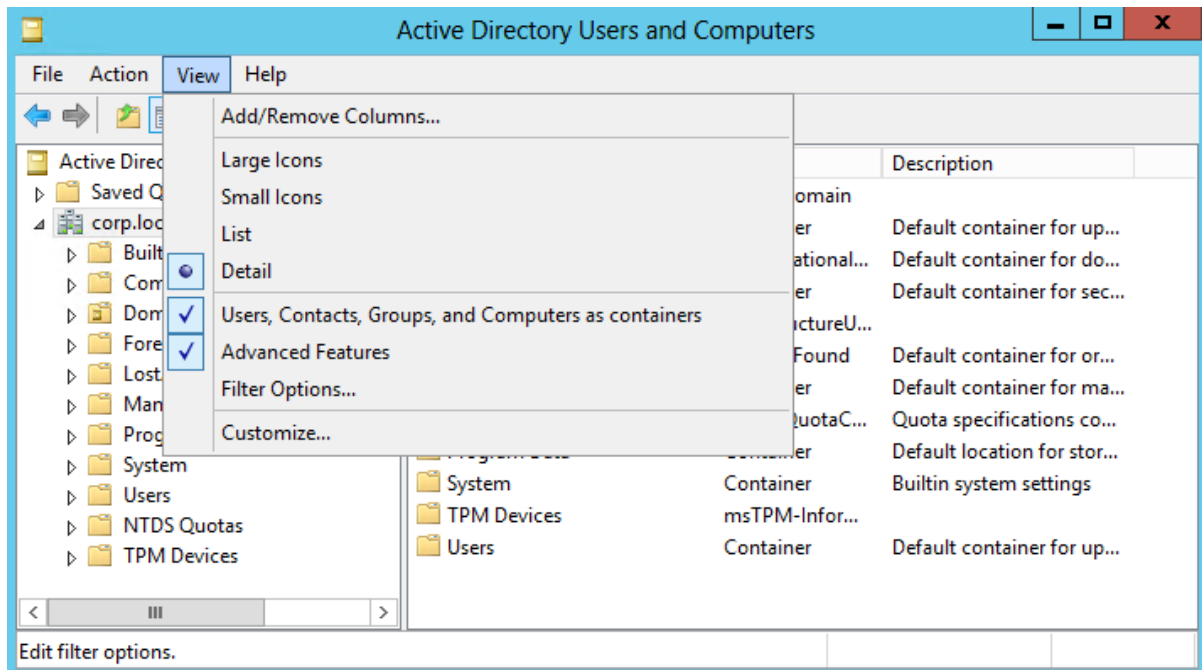 Active Directory Users and Computers
File Action View Help
Add/Remove Columns...
Large Icons
Small Icons
List
Detail
Users, Contacts, Groups, and Computers as containers
Advanced Features
Filter Options...
Customize...
Active Direc
Saved Q
corp.loc
Built
Com
Dom
Fore
Lost
Man
Prog
System
Users
NTDS Quotas
TPM Devices
Description
omain
er Default container for up...
ational... Default container for do...
er Default container for sec...
uctureU...
Found Default container for or...
er Default container for ma...
QuotaC... Quota specifications co...
Program Data Container Default location for stor...
System Container Builtin system settings
TPM Devices msTPM-Infor...
Users Container Default container for up...
Edit filter options.